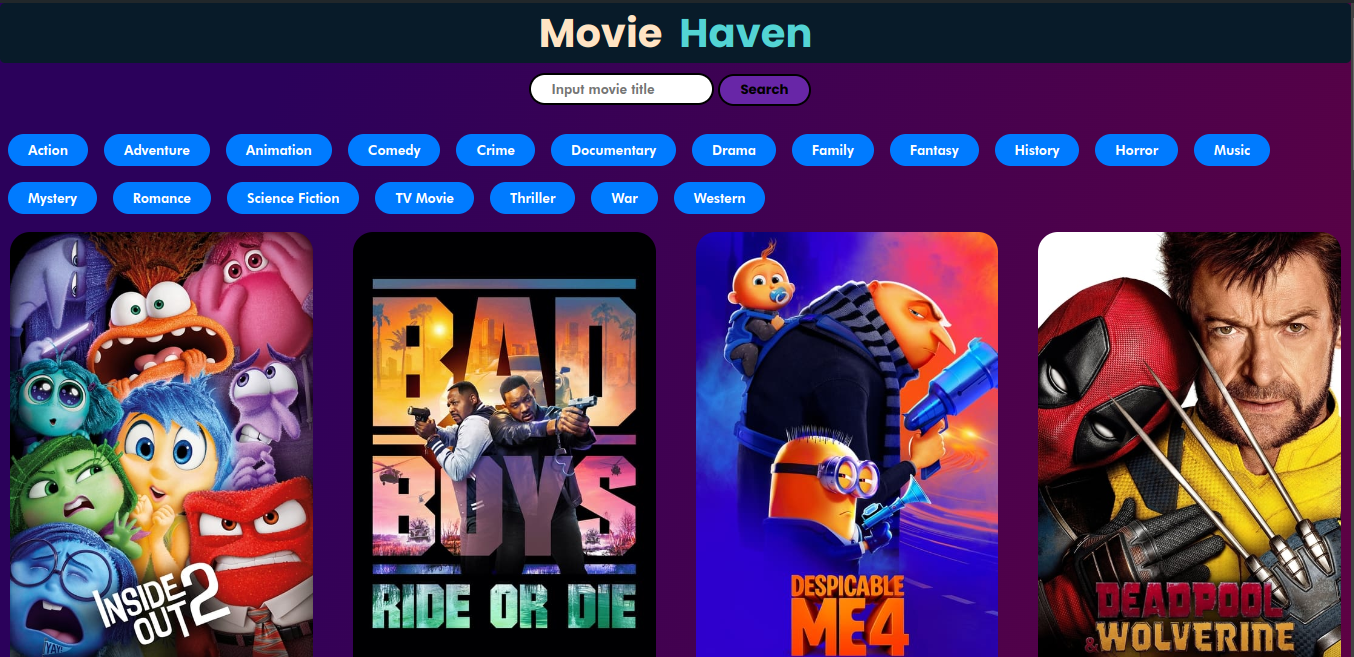 Movie Haven
Input movie title Search
Action Adventure Animation Comedy Crime Documentary Drama Family Fantasy History Horror Music
Mystery Romance Science Fiction TV Movie Thriller War Western
INSIDE
OUT 2
YAY!
BAD
BOYS
RIDE OR DIE
DESPICABLE
ME 4
DEADPOOL
& WOLVERINE